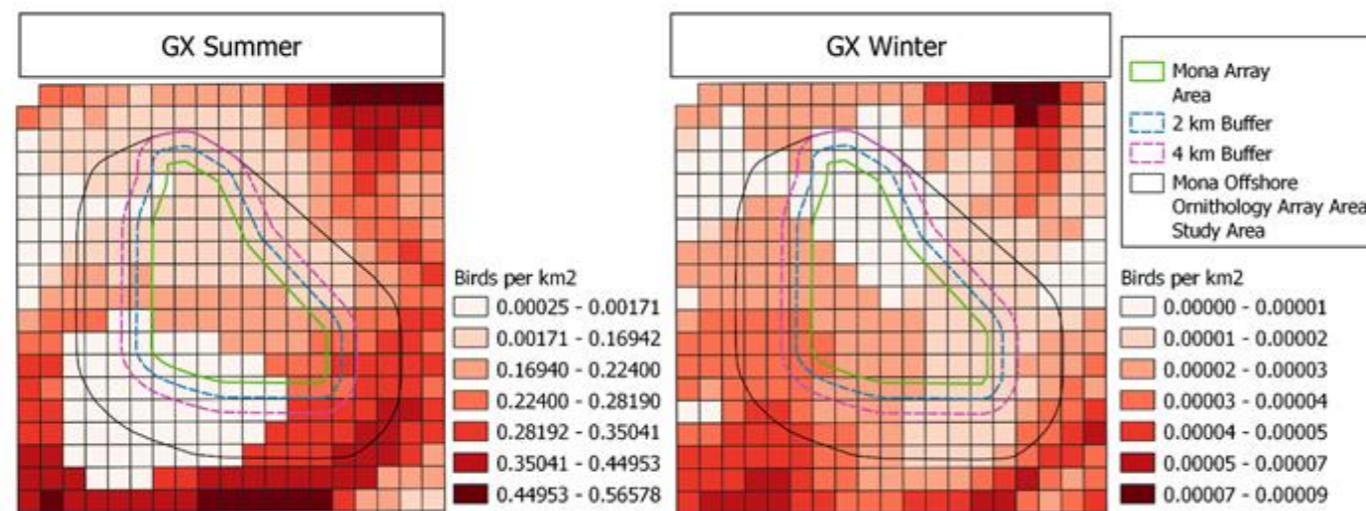 GX Summer
GX Winter
Mona Array
Area
2 km Buffer
4 km Buffer
Mona Offshore
Ornithology Array Area
Study Area
Birds per km2
0.00025 - 0.00171
0.00171 - 0.16942
0.16940 - 0.22400
0.22400 - 0.28190
0.28192 - 0.35041
0.35041 - 0.44953
0.44953 - 0.56578
Birds per km2
0.00000 - 0.00001
0.00001 - 0.00002
0.00002 - 0.00003
0.00003 - 0.00004
0.00004 - 0.00005
0.00005 - 0.00007
0.00007 - 0.00009